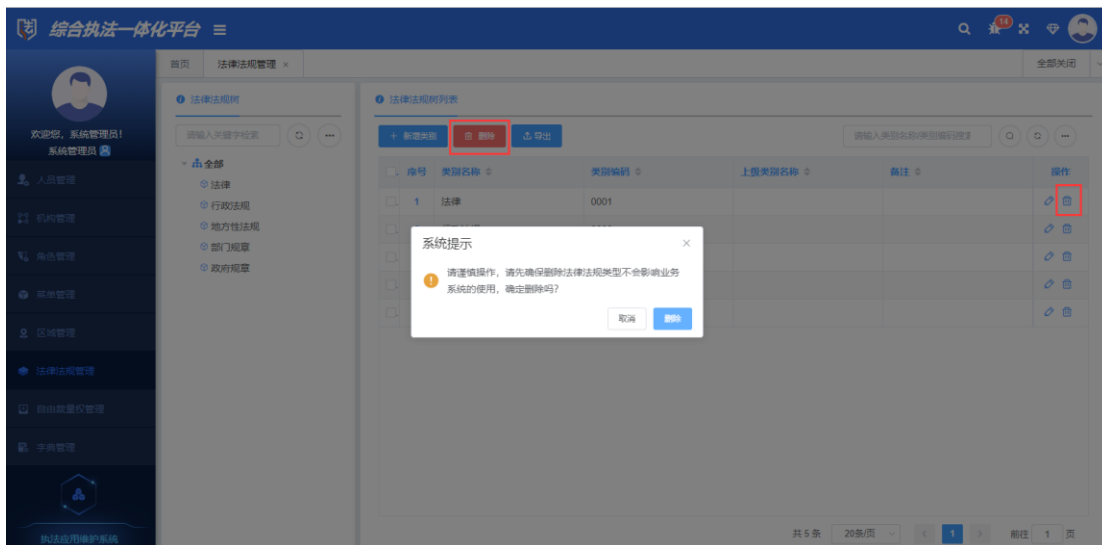 综合执法一体化平台
14
首页 法律法规管理 × 全部关闭
欢迎您，系统管理员！
系统管理员
人员管理
机构管理
角色管理
菜单管理
区域管理
法律法规管理
自由裁量权管理
字典管理
执法应用维护系统
法律法规树
请输入关键字检索
全部
法律
行政法规
地方性法规
部门规章
政府规章
法律法规树列表
+ 新增类别 删除 导出 请输入类别名称/类别编码搜索
序号 类别名称 类别编码 上级类别名称 备注 操作
1 法律 0001
系统提示 ×
请谨慎操作，请先确保删除法律法规类型不会影响业务
系统的使用，确定删除吗？
取消 删除
共 5 条 20条/页 < 1 > 前往 1 页